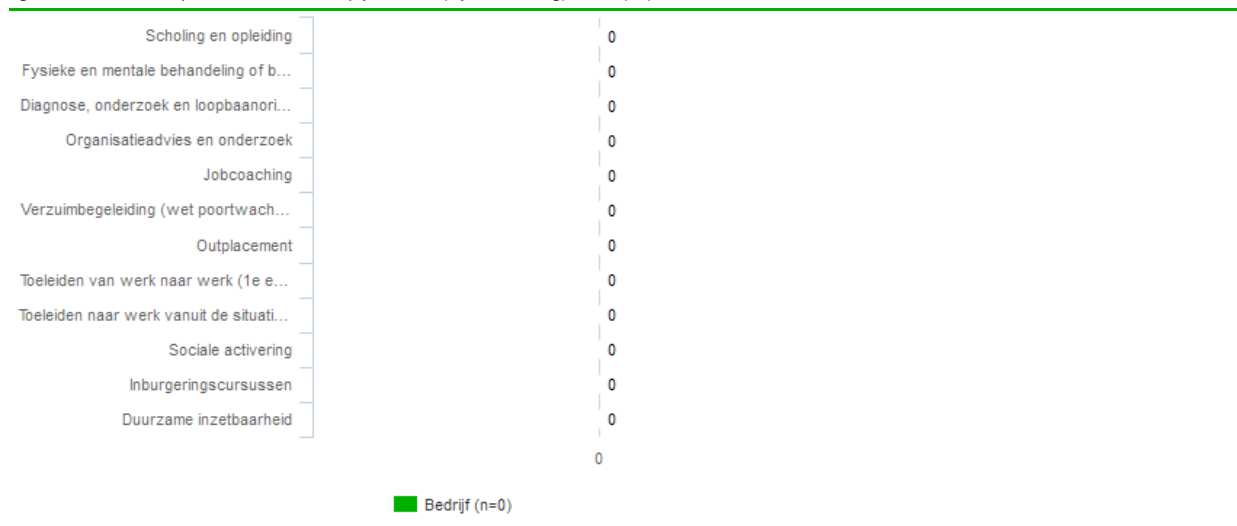 Scholing en opleiding 0
Fysieke en mentale behandeling of b... 0
Diagnose, onderzoek en loopbaanori... 0
Organisatieadvies en onderzoek 0
Jobcoaching 0
Verzuimbegeleiding (wet poortwach... 0
Outplacement 0
Toeleiden van werk naar werk (1e e... 0
Toeleiden naar werk vanuit de situati... 0
Sociale activering 0
Inburgeringscursussen 0
Duurzame inzetbaarheid 0
0
Bedrijf (n=0)